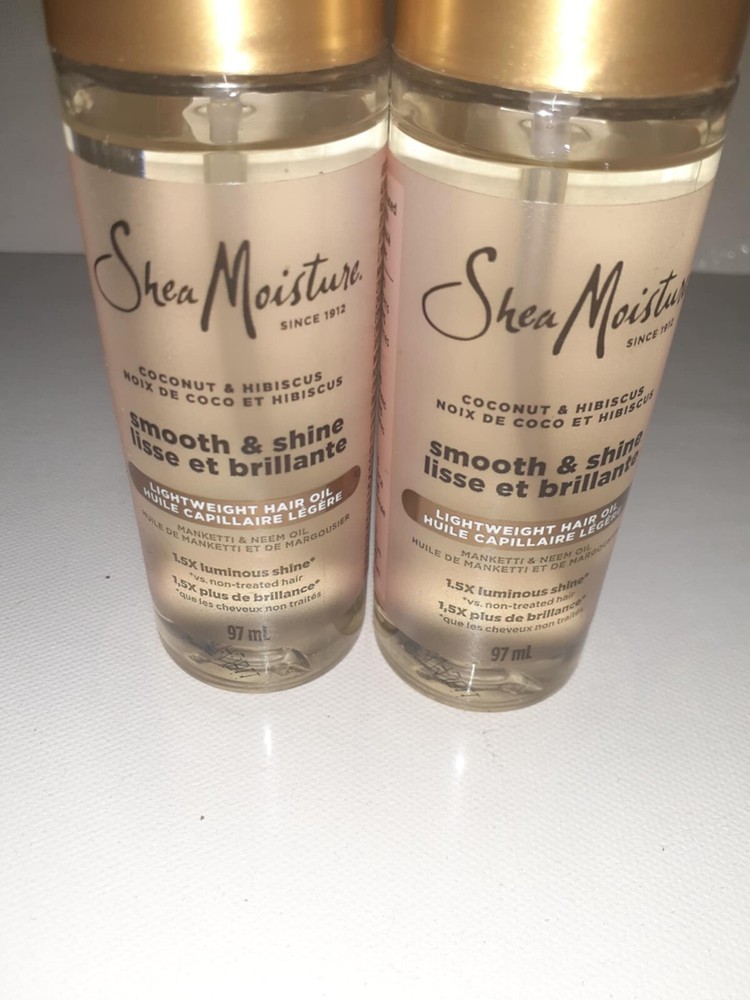 Shea Moisture
SINCE 1912
COCONUT & HIBISCUS
NOIX DE COCO ET HIBISCUS
smooth & shine
lisse et brillante
LIGHTWEIGHT HAIR OIL
HUILE CAPILLAIRE LÉGÈRE
MANKETTI & NEEM OIL
HUILE DE MANKETTI ET DE MARGOUSIER
1.5X luminous shine*
*vs. non-treated hair
1,5X plus de brillance*
*que les cheveux non traités
97 mL
Shea Moistur
SINCE 1912
COCONUT & HIBISCUS
NOIX DE COCO ET HIBISCUS
smooth & shine
lisse et brillante
LIGHTWEIGHT HAIR OIL
HUILE CAPILLAIRE LÉGÈRE
MANKETTI & NEEM OIL
HUILE DE MANKETTI ET DE MARGOU
1.5X luminous shine*
*vs. non-treated hair
1,5X plus de brillance*
*que les cheveux non traités
97 mL